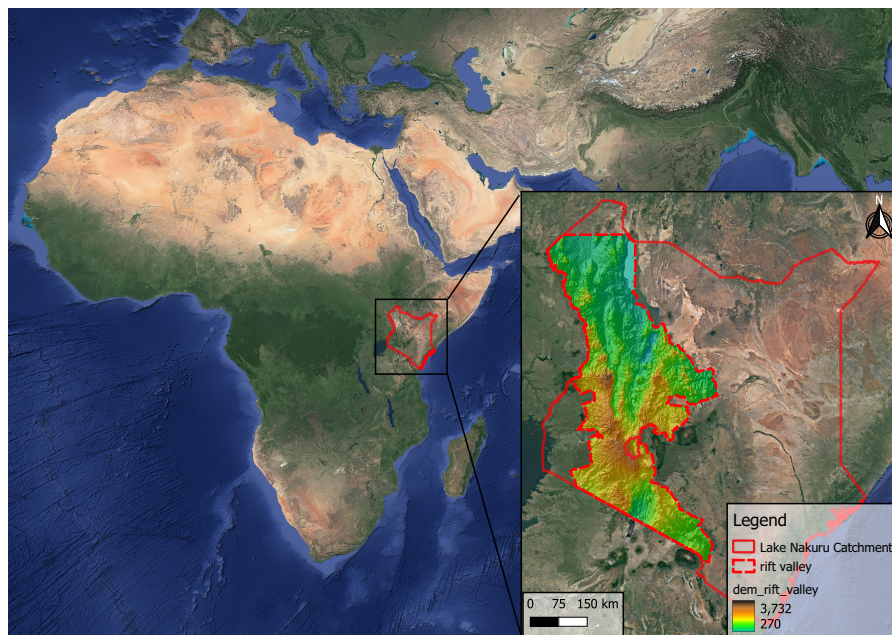 N
Legend
Lake Nakuru Catchment
rift valley
dem_rift_valley
3,732
270
0 75 150 km